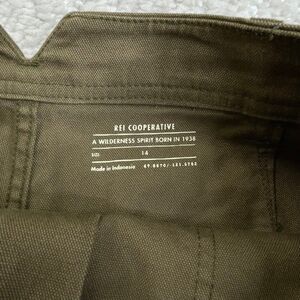 REI COOPERATIVE
A WILDERNESS SPIRIT BORN IN 1938
SIZE 14
Made in Indonesia